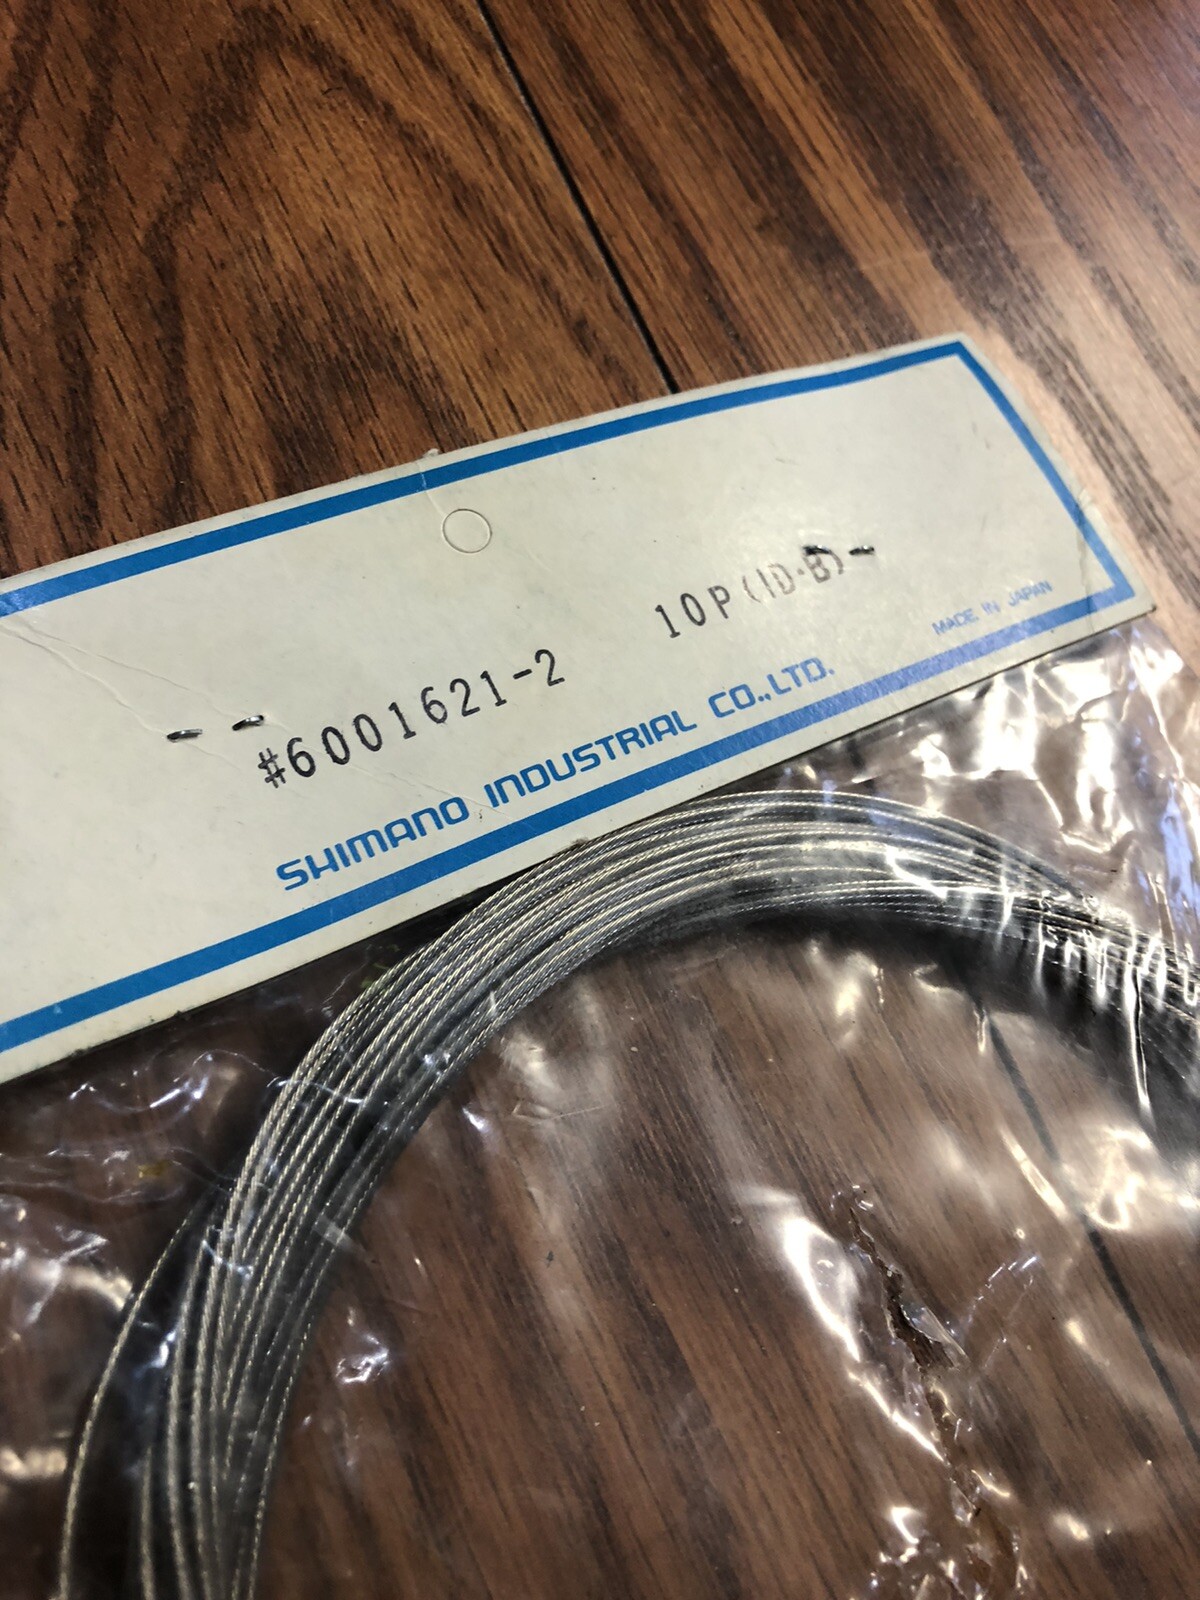 #6001621-2 10P(ID·B)
SHIMANO INDUSTRIAL CO.,LTD.
MADE IN JAPAN